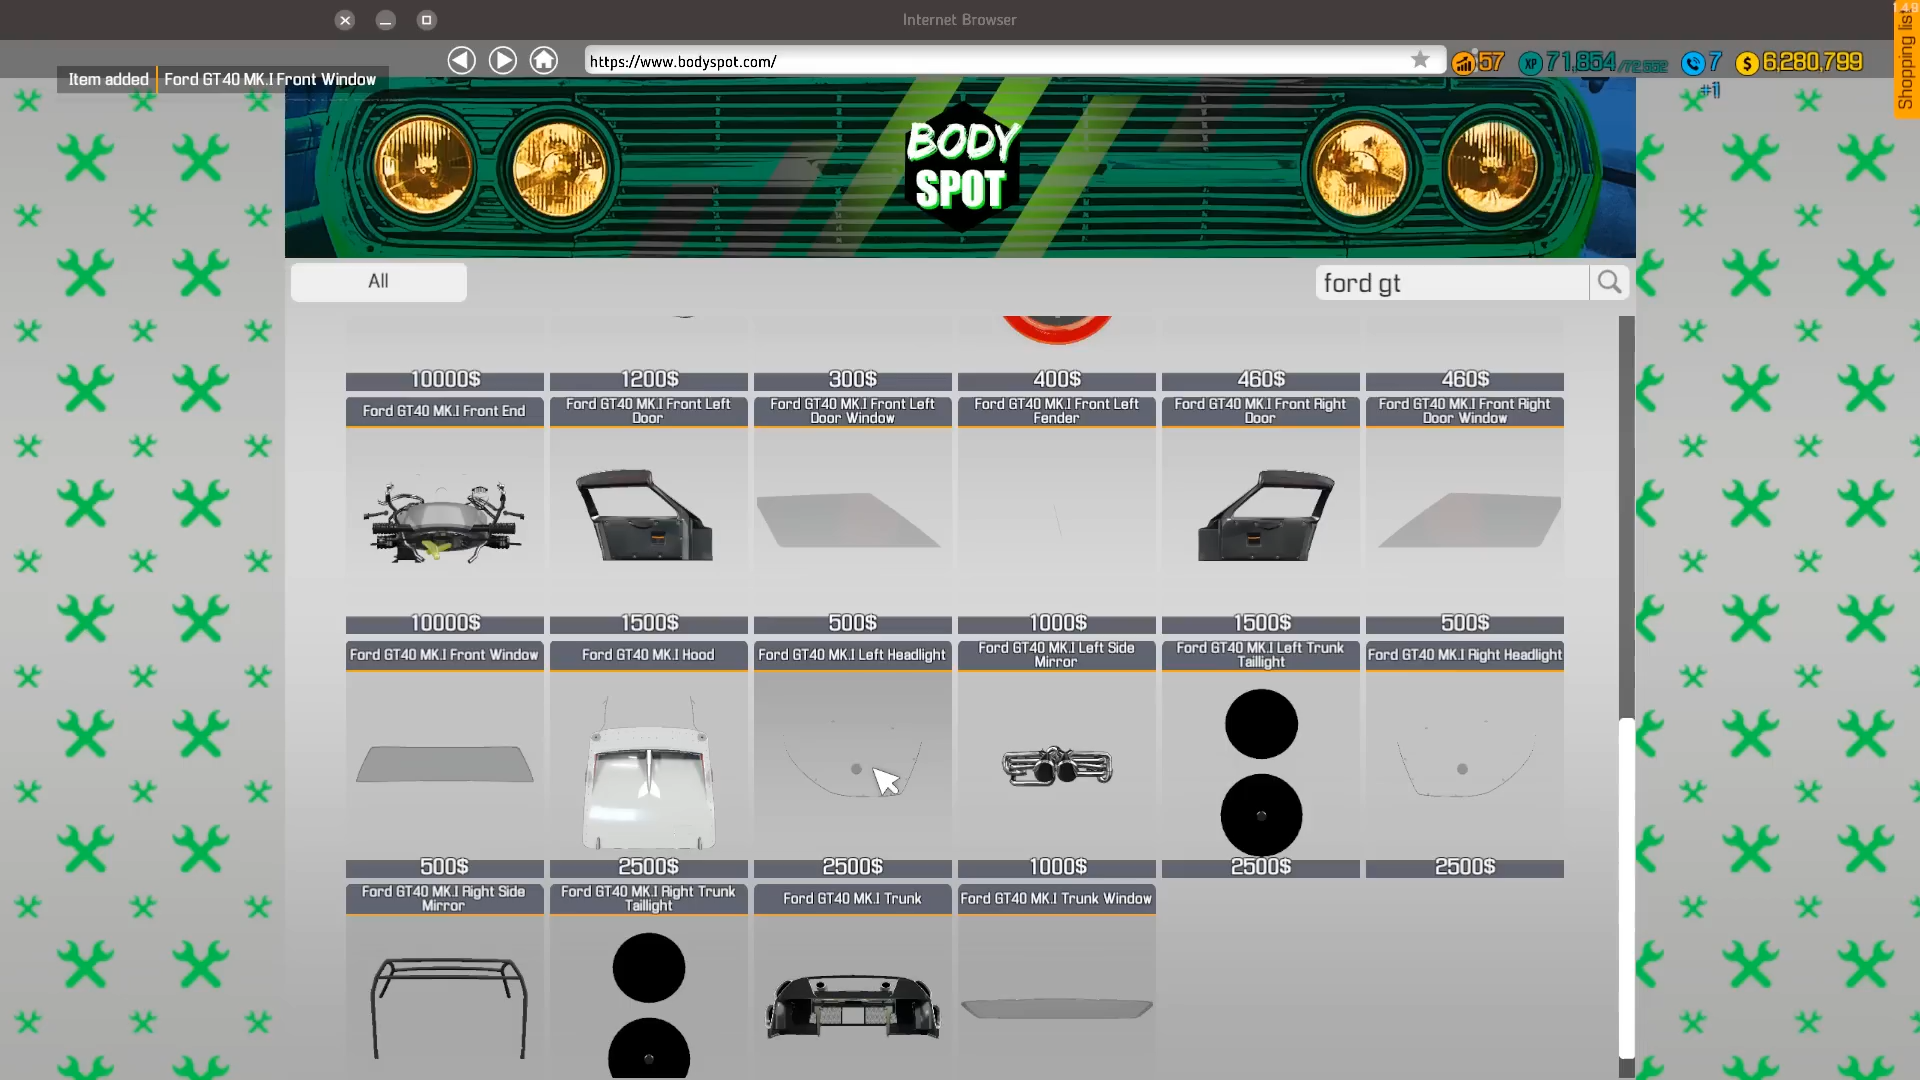 Internet Browser
https://www.bodyspot.com/
57
XP 71,854/72,552
7
$ 6,280,799
+1
Shopping list
Item added
Ford GT40 MK.I Front Window
BODY
SPOT
All
ford gt
10000$
1200$
300$
400$
460$
460$
Ford GT40 MK.I Front End
Ford GT40 MK.I Front Left
Door
Ford GT40 MK.I Front Left
Door Window
Ford GT40 MK.I Front Left
Fender
Ford GT40 MK.I Front Right
Door
Ford GT40 MK.I Front Right
Door Window
10000$
1500$
500$
1000$
1500$
500$
Ford GT40 MK.I Front Window
Ford GT40 MK.I Hood
Ford GT40 MK.I Left Headlight
Ford GT40 MK.I Left Side
Mirror
Ford GT40 MK.I Left Trunk
Taillight
Ford GT40 MK.I Right Headlight
500$
2500$
2500$
1000$
2500$
2500$
Ford GT40 MK.I Right Side
Mirror
Ford GT40 MK.I Right Trunk
Taillight
Ford GT40 MK.I Trunk
Ford GT40 MK.I Trunk Window